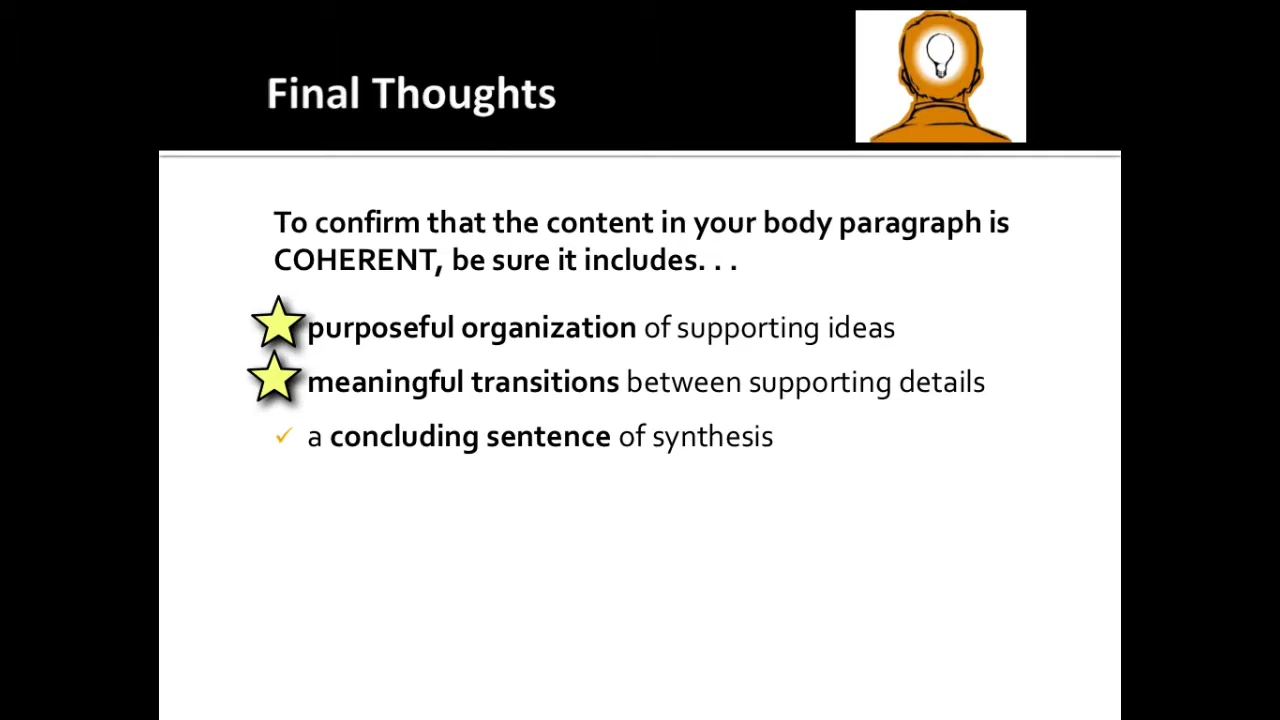 Final Thoughts
To confirm that the content in your body paragraph is
COHERENT, be sure it includes. . .
purposeful organization of supporting ideas
meaningful transitions between supporting details
a concluding sentence of synthesis